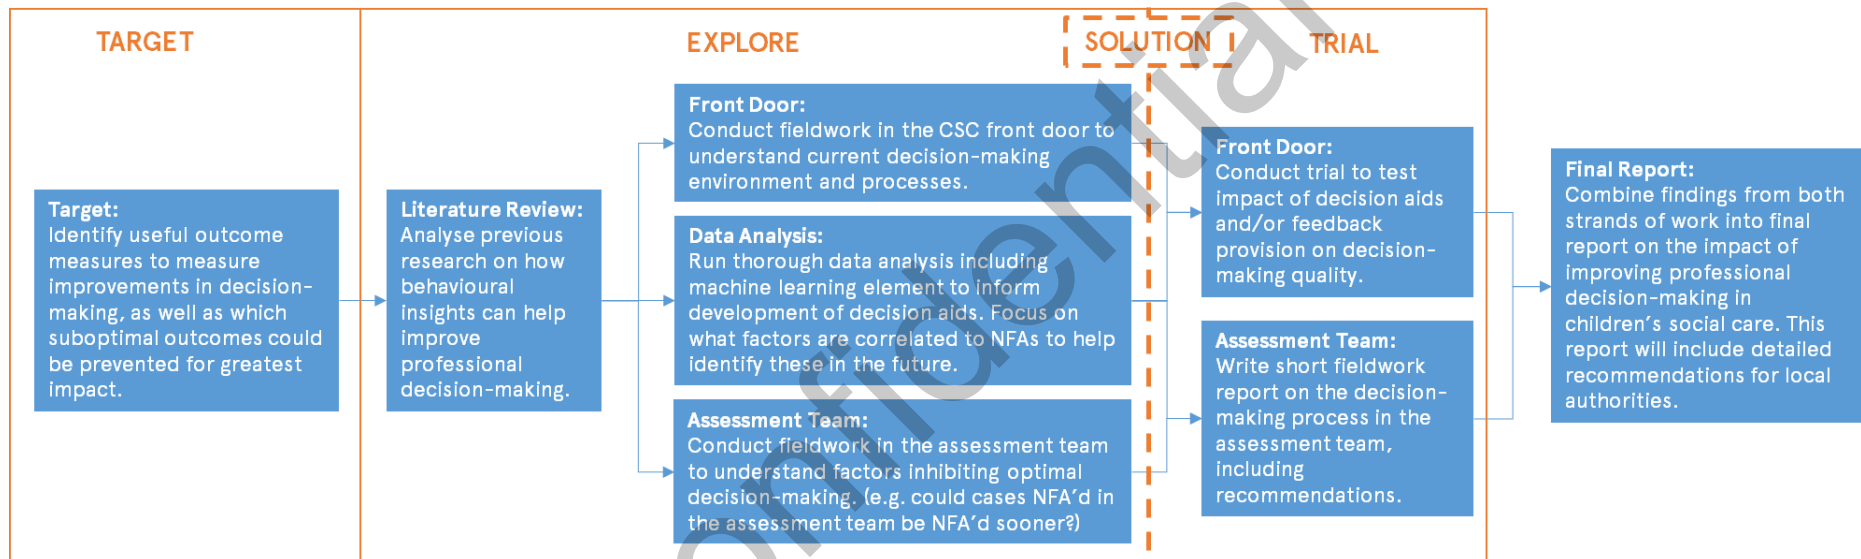 TARGET
EXPLORE
SOLUTION
TRIAL
Target:
Identify useful outcome
measures to measure
improvements in decision-
making, as well as which
suboptimal outcomes could
be prevented for greatest
impact.
Literature Review:
Analyse previous
research on how
behavioural
insights can help
improve
professional
decision-making.
Front Door:
Conduct fieldwork in the CSC front door to
understand current decision-making
environment and processes.
Data Analysis:
Run thorough data analysis including
machine learning element to inform
development of decision aids. Focus on
what factors are correlated to NFAs to help
identify these in the future.
Assessment Team:
Conduct fieldwork in the assessment team
to understand factors inhibiting optimal
decision-making. (e.g. could cases NFA’d in
the assessment team be NFA’d sooner?)
Front Door:
Conduct trial to test
impact of decision aids
and/or feedback
provision on decision-
making quality.
Assessment Team:
Write short fieldwork
report on the decision-
making process in the
assessment team,
including
recommendations.
Final Report:
Combine findings from both
strands of work into final
report on the impact of
improving professional
decision-making in
children’s social care. This
report will include detailed
recommendations for local
authorities.
onfidential